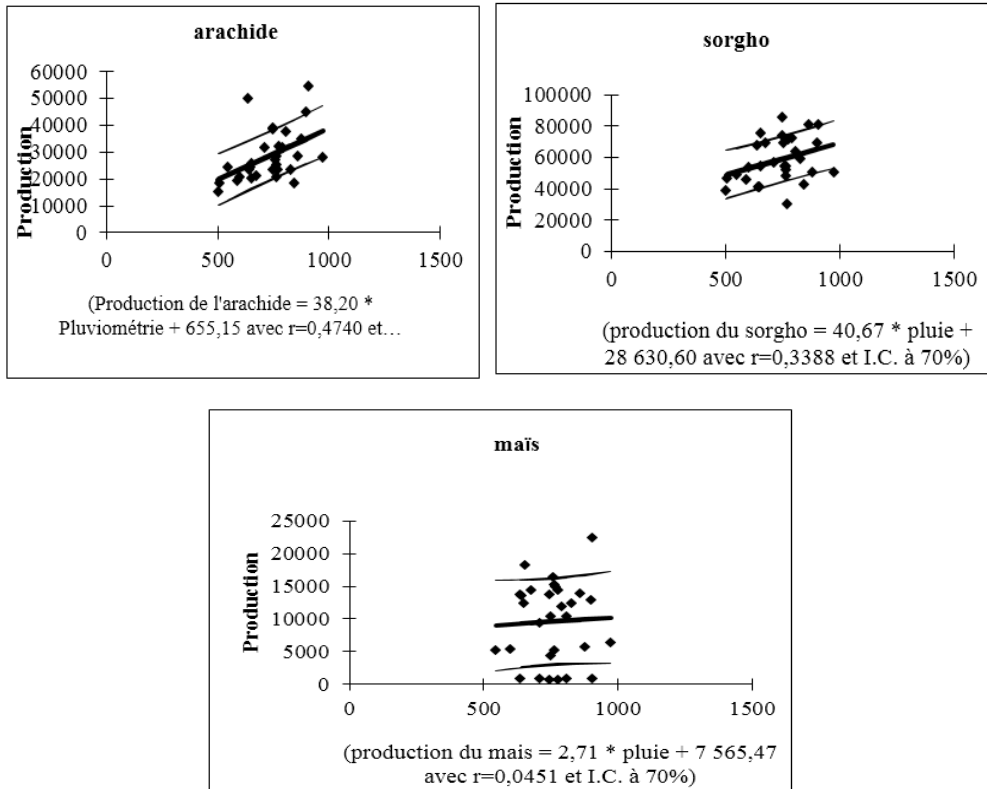 arachide
60000
50000
40000
30000
20000
10000
0
Production
0 500 1000 1500
(Production de l'arachide = 38,20 *
Pluviométrie + 655,15 avec r=0,4740 et…
sorgho
100000
80000
60000
40000
20000
0
Production
0 500 1000 1500
(production du sorgho = 40,67 * pluie +
28 630,60 avec r=0,3388 et I.C. à 70%)
maïs
25000
20000
15000
10000
5000
0
Production
0 500 1000 1500
(production du mais = 2,71 * pluie + 7 565,47
avec r=0,0451 et I.C. à 70%)